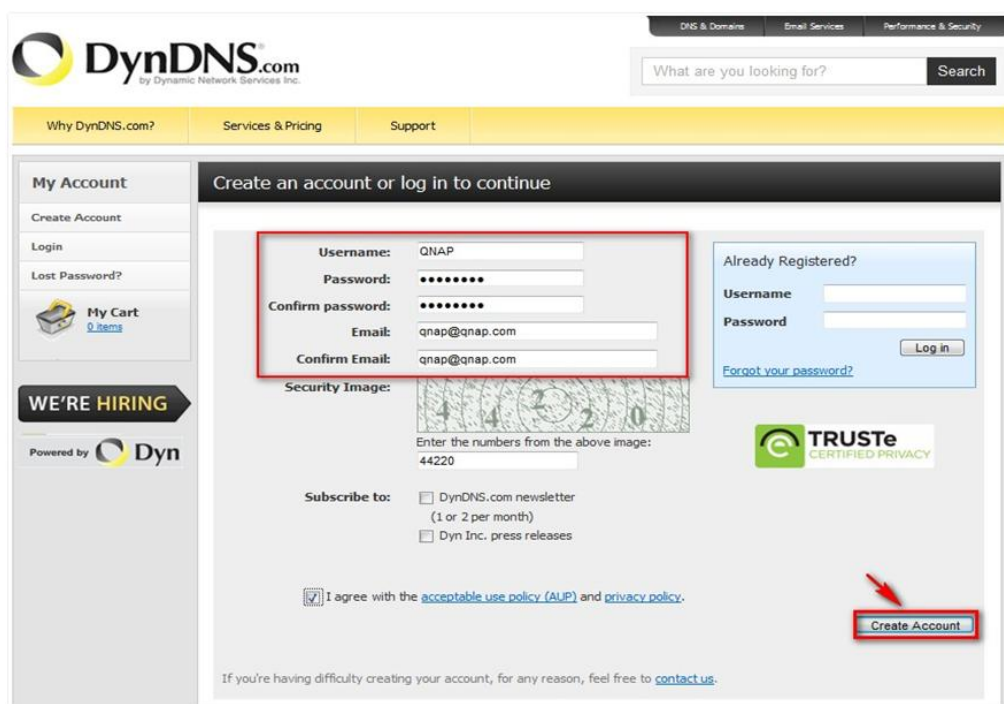 DNS & Domains Email Services Performance & Security
DynDNS.com
by Dynamic Network Services Inc.
What are you looking for? Search
Why DynDNS.com? Services & Pricing Support
My Account
Create Account
Login
Lost Password?
My Cart
0 items
WE'RE HIRING
Powered by Dyn
Create an account or log in to continue
Username: QNAP
Password: ••••••••
Confirm password: ••••••••
Email: qnap@qnap.com
Confirm Email: qnap@qnap.com
Security Image: 4 4 2 2 0
Enter the numbers from the above image:
44220
Subscribe to: DynDNS.com newsletter
(1 or 2 per month)
Dyn Inc. press releases
I agree with the acceptable use policy (AUP) and privacy policy.
Create Account
If you're having difficulty creating your account, for any reason, feel free to contact us.
Already Registered?
Username
Password
Log in
Forgot your password?
TRUSTe
CERTIFIED PRIVACY